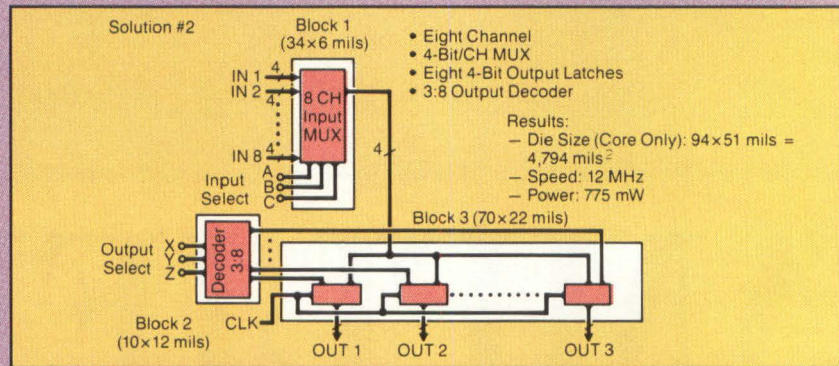 Solution #2
Block 1
(34×6 mils)
• Eight Channel
• 4-Bit/CH MUX
• Eight 4-Bit Output Latches
• 3:8 Output Decoder
IN 1
4
IN 2
4
IN 8
4
8 CH
Input
MUX
Input
Select
A
B
C
4
Results:
– Die Size (Core Only): 94×51 mils =
4,794 mils²
– Speed: 12 MHz
– Power: 775 mW
Block 3 (70×22 mils)
Output
Select
X
Y
Z
Decoder
3:8
Block 2
(10×12 mils)
CLK
OUT 1
OUT 2
OUT 3